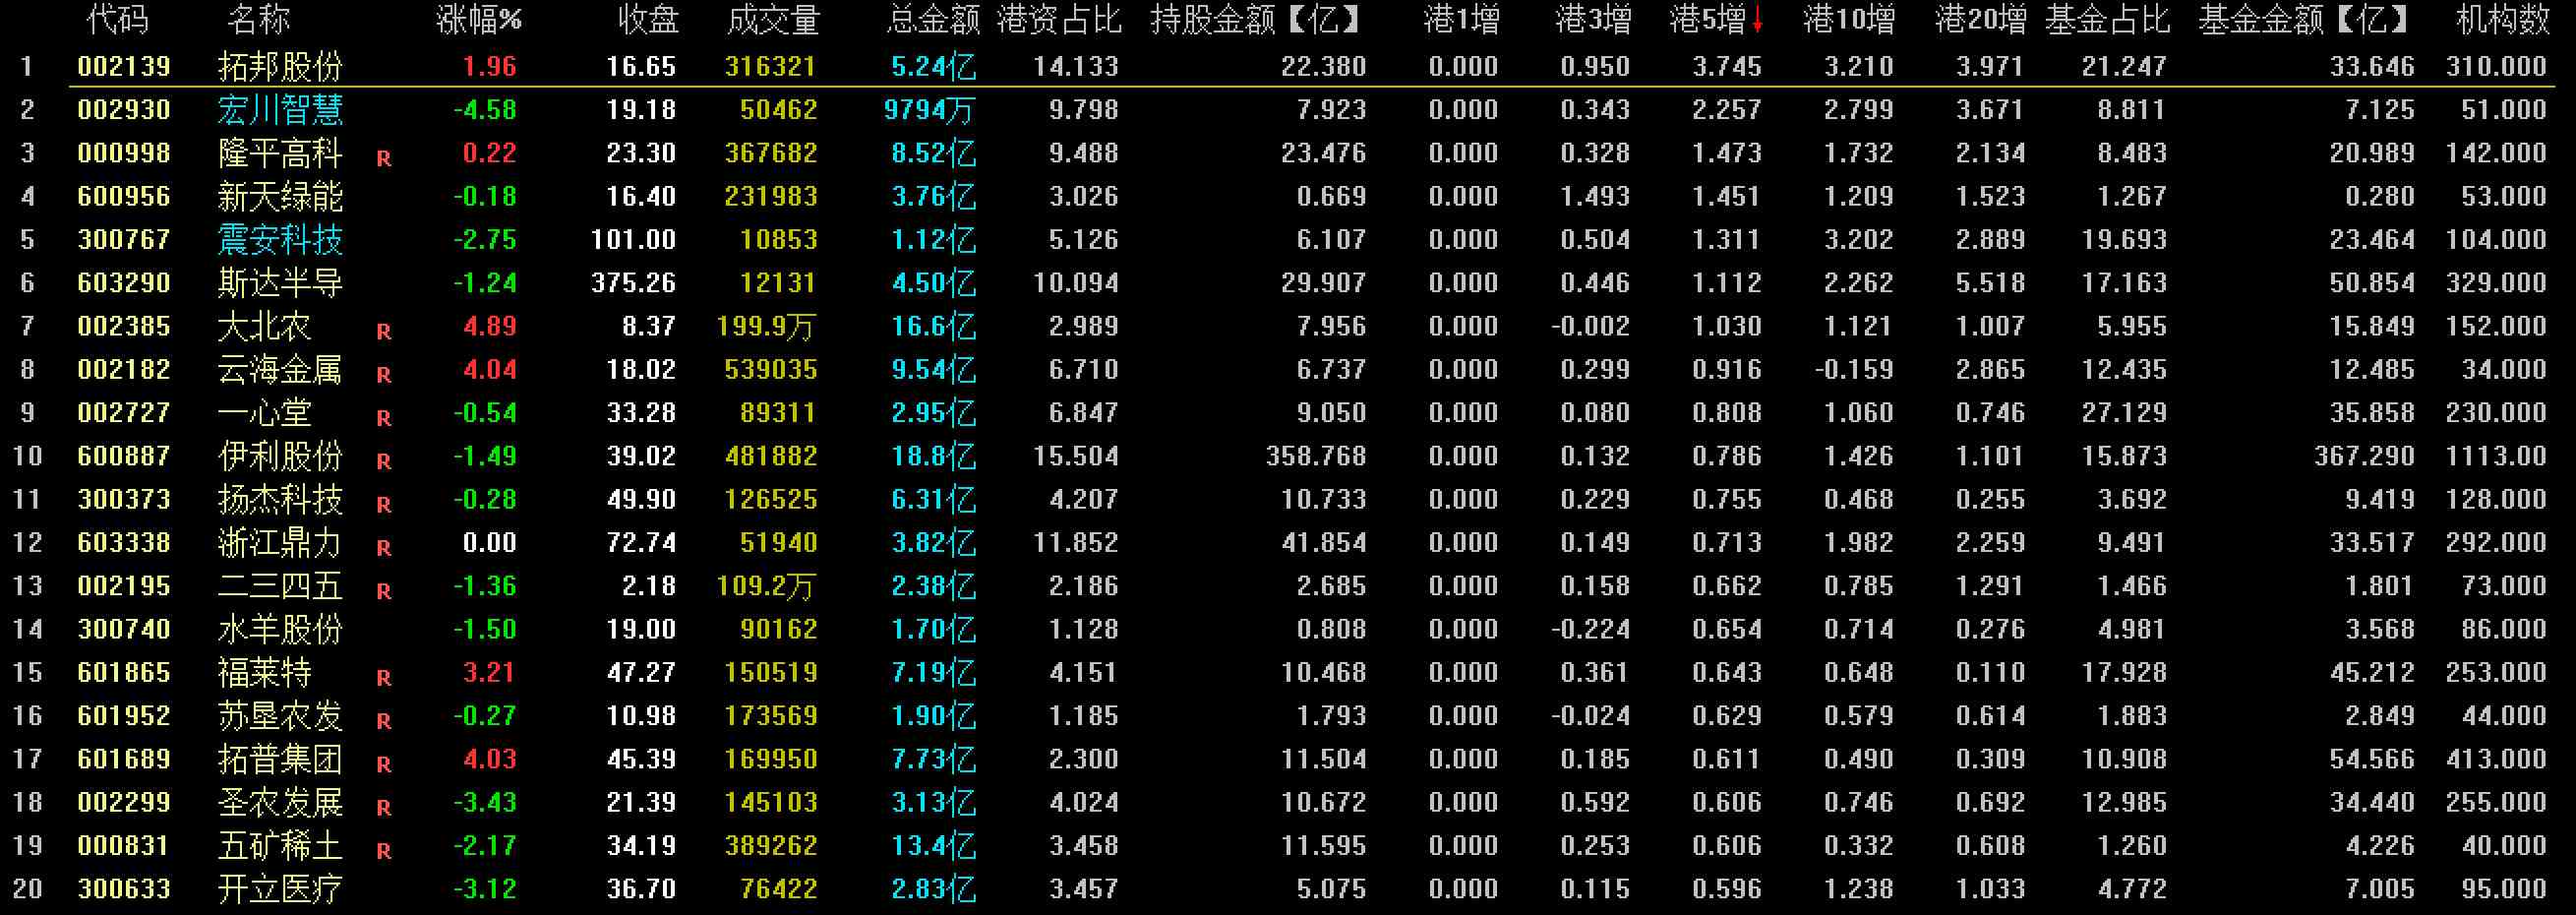 代码 名称 涨幅% 收盘 成交量 总金额 港资占比 持股金额【亿】 港1增 港3增 港5增↓ 港10增 港20增 基金占比 基金金额【亿】 机构数
1 002139 拓邦股份 1.96 16.65 316321 5.24亿 14.133 22.380 0.000 0.950 3.745 3.210 3.971 21.247 33.646 310.000
2 002930 宏川智慧 -4.58 19.18 50462 9794万 9.798 7.923 0.000 0.343 2.257 2.799 3.671 8.811 7.125 51.000
3 000998 隆平高科 R 0.22 23.30 367682 8.52亿 9.488 23.476 0.000 0.328 1.473 1.732 2.134 8.483 20.989 142.000
4 600956 新天绿能 -0.18 16.40 231983 3.76亿 3.026 0.669 0.000 1.493 1.451 1.209 1.523 1.267 0.280 53.000
5 300767 震安科技 -2.75 101.00 10853 1.12亿 5.126 6.107 0.000 0.504 1.311 3.202 2.889 19.693 23.464 104.000
6 603290 斯达半导 -1.24 375.26 12131 4.50亿 10.094 29.907 0.000 0.446 1.112 2.262 5.518 17.163 50.854 329.000
7 002385 大北农 R 4.89 8.37 199.9万 16.6亿 2.989 7.956 0.000 -0.002 1.030 1.121 1.007 5.955 15.849 152.000
8 002182 云海金属 R 4.04 18.02 539035 9.54亿 6.710 6.737 0.000 0.299 0.916 -0.159 2.865 12.435 12.485 34.000
9 002727 一心堂 R -0.54 33.28 89311 2.95亿 6.847 9.050 0.000 0.080 0.808 1.060 0.746 27.129 35.858 230.000
10 600887 伊利股份 R -1.49 39.02 481882 18.8亿 15.504 358.768 0.000 0.132 0.786 1.426 1.101 15.873 367.290 1113.00
11 300373 扬杰科技 R -0.28 49.90 126525 6.31亿 4.207 10.733 0.000 0.229 0.755 0.468 0.255 3.692 9.419 128.000
12 603338 浙江鼎力 R 0.00 72.74 51940 3.82亿 11.852 41.854 0.000 0.149 0.713 1.982 2.259 9.491 33.517 292.000
13 002195 二三四五 R -1.36 2.18 109.2万 2.38亿 2.186 2.685 0.000 0.158 0.662 0.785 1.291 1.466 1.801 73.000
14 300740 水羊股份 -1.50 19.00 90162 1.70亿 1.128 0.808 0.000 -0.224 0.654 0.714 0.276 4.981 3.568 86.000
15 601865 福莱特 R 3.21 47.27 150519 7.19亿 4.151 10.468 0.000 0.361 0.643 0.648 0.110 17.928 45.212 253.000
16 601952 苏垦农发 R -0.27 10.98 173569 1.90亿 1.185 1.793 0.000 -0.024 0.629 0.579 0.614 1.883 2.849 44.000
17 601689 拓普集团 R 4.03 45.39 169950 7.73亿 2.300 11.504 0.000 0.185 0.611 0.490 0.309 10.908 54.566 413.000
18 002299 圣农发展 R -3.43 21.39 145103 3.13亿 4.024 10.672 0.000 0.592 0.606 0.746 0.692 12.985 34.440 255.000
19 000831 五矿稀土 R -2.17 34.19 389262 13.4亿 3.458 11.595 0.000 0.253 0.606 0.332 0.608 1.260 4.226 40.000
20 300633 开立医疗 -3.12 36.70 76422 2.83亿 3.457 5.075 0.000 0.115 0.596 1.238 1.033 4.772 7.005 95.000